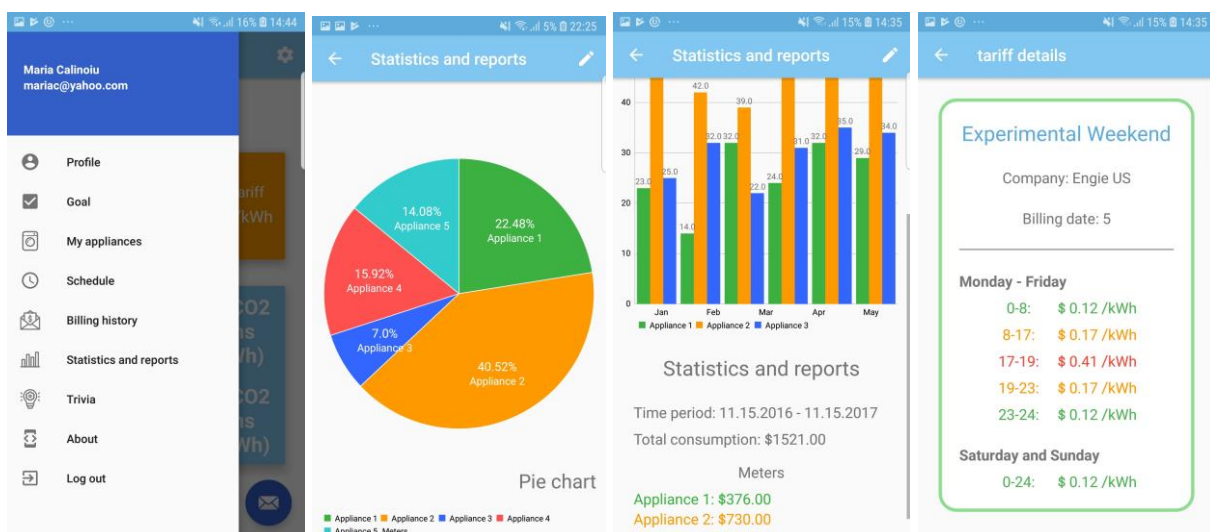 16% 14:44
Maria Calinoiu
mariac@yahoo.com
Profile
Goal
My appliances
Schedule
Billing history
Statistics and reports
Trivia
About
Log out
ariff
/kWh
CO2
ns
Vh)
CO2
ns
Wh)
5% 22:25
Statistics and reports
22.48%
Appliance 1
40.52%
Appliance 2
7.0%
Appliance 3
15.92%
Appliance 4
14.08%
Appliance 5
Pie chart
Appliance 1 Appliance 2 Appliance 3 Appliance 4
Appliance 5 Meters
15% 14:35
Statistics and reports
40
30
20
10
0
23.0 25.0
14.0 42.0 32.0
32.0 39.0 22.0
24.0 31.0
32.0 35.0
29.0 34.0
Jan Feb Mar Apr May
Appliance 1 Appliance 2 Appliance 3
Statistics and reports
Time period: 11.15.2016 - 11.15.2017
Total consumption: $1521.00
Meters
Appliance 1: $376.00
Appliance 2: $730.00
15% 14:35
tariff details
Experimental Weekend
Company: Engie US
Billing date: 5
Monday - Friday
0-8: $ 0.12 /kWh
8-17: $ 0.17 /kWh
17-19: $ 0.41 /kWh
19-23: $ 0.17 /kWh
23-24: $ 0.12 /kWh
Saturday and Sunday
0-24: $ 0.12 /kWh